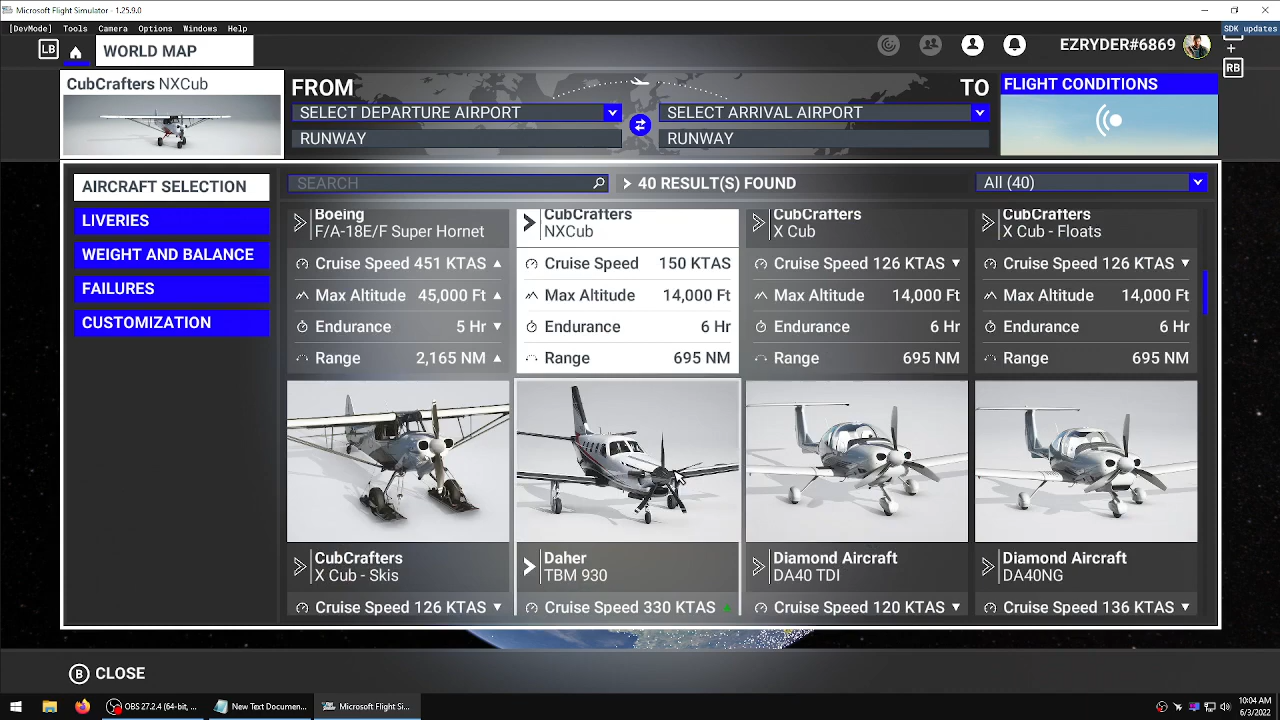 Microsoft Flight Simulator - 1.25.9.0
[DevMode] Tools Camera Options Windows Help
SDK updates
LB WORLD MAP
EZRYDER#6869
RB
CubCrafters NXCub
FROM
SELECT DEPARTURE AIRPORT
RUNWAY
TO
SELECT ARRIVAL AIRPORT
RUNWAY
FLIGHT CONDITIONS
AIRCRAFT SELECTION
LIVERIES
WEIGHT AND BALANCE
FAILURES
CUSTOMIZATION
SEARCH
40 RESULT(S) FOUND
All (40)
Boeing
F/A-18E/F Super Hornet
Cruise Speed 451 KTAS
Max Altitude 45,000 Ft
Endurance 5 Hr
Range 2,165 NM
CubCrafters
NXCub
Cruise Speed 150 KTAS
Max Altitude 14,000 Ft
Endurance 6 Hr
Range 695 NM
CubCrafters
X Cub
Cruise Speed 126 KTAS
Max Altitude 14,000 Ft
Endurance 6 Hr
Range 695 NM
CubCrafters
X Cub - Floats
Cruise Speed 126 KTAS
Max Altitude 14,000 Ft
Endurance 6 Hr
Range 695 NM
CubCrafters
X Cub - Skis
Cruise Speed 126 KTAS
Daher
TBM 930
Cruise Speed 330 KTAS
Diamond Aircraft
DA40 TDI
Cruise Speed 120 KTAS
Diamond Aircraft
DA40NG
Cruise Speed 136 KTAS
B CLOSE
OBS 27.2.4 (64-bit, ...
New Text Documen...
Microsoft Flight Si...
10:04 AM
6/3/2022